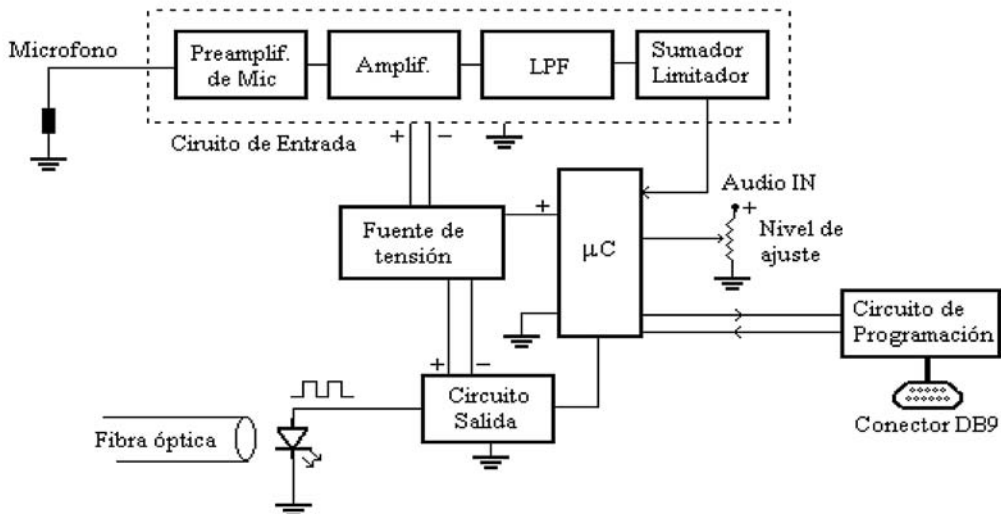 Microfono
Preamplif.
de Mic
Amplif.
LPF
Sumador
Limitador
Ciruito de Entrada
+ −
Fuente de
tensión
+
μC
Audio IN
+
Nivel de
ajuste
Circuito de
Programación
Conector DB9
+ −
Circuito
Salida
Fibra óptica